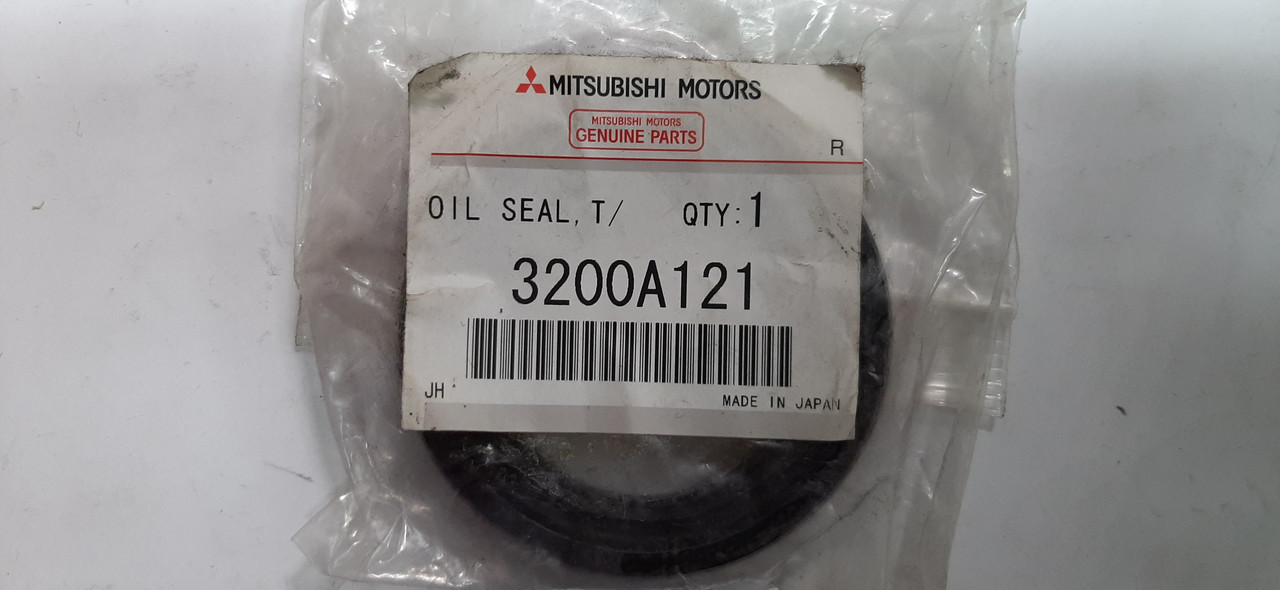 MITSUBISHI MOTORS
MITSUBISHI MOTORS
GENUINE PARTS
R
OIL SEAL,T/ QTY:1
3200A121
JH
MADE IN JAPAN